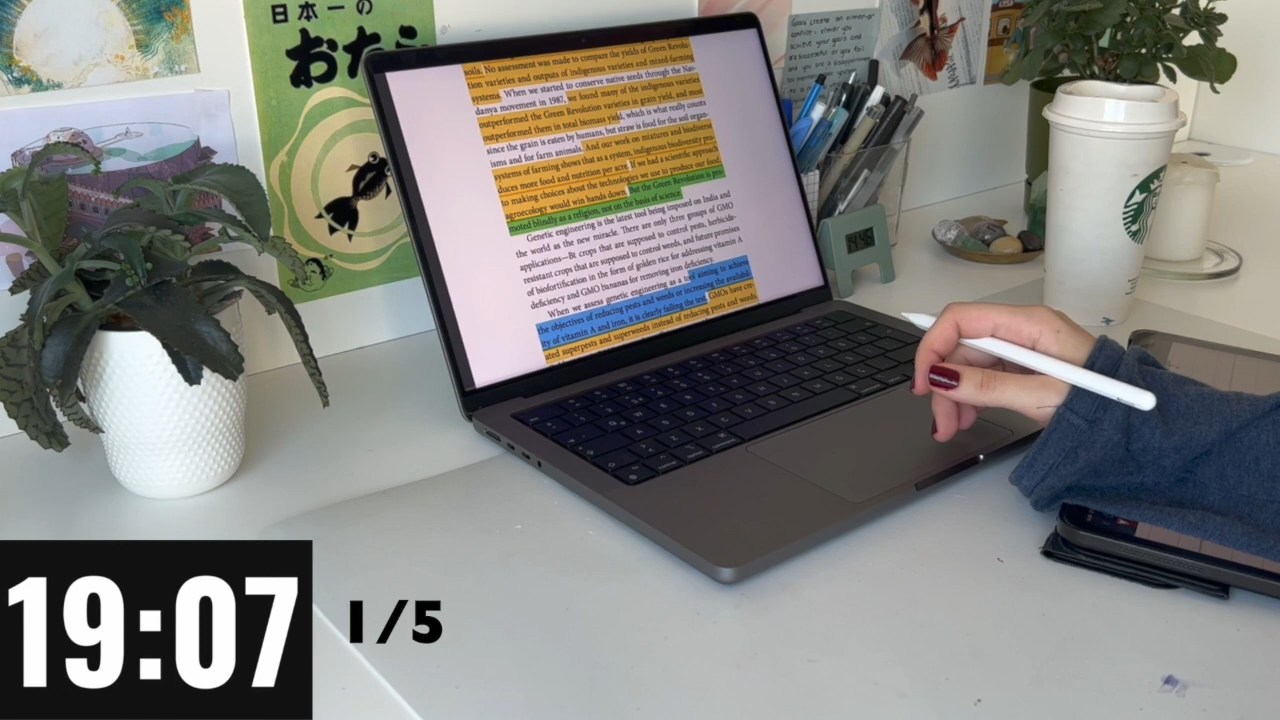 日本一の
おたら
soils. No assessment was made to compare the yields of Green Revolu-
tion varieties and outputs of indigenous varieties and mixed-farming
systems. When we started to conserve native seeds through the Nav-
danya movement in 1987, we found many of the indigenous varieties
outperformed the Green Revolution varieties in grain yield, and most
outperformed them in total biomass yield, which is what really counts
since the grain is eaten by humans, but straw is food for the soil organ-
isms and for farm animals. And our work on mixtures and biodiverse
systems of farming shows that as a system, indigenous biodiversity pro-
duces more food and nutrition per acre. If we had a scientific approach
to making choices about the technologies we use to produce our food,
agroecology would win hands down. But the Green Revolution is pro-
moted blindly as a religion, not on the basis of science.
Genetic engineering is the latest tool being imposed on India and
the world as the new miracle. There are only three groups of GMO
applications—Bt crops that are supposed to control pests, herbicide-
resistant crops that are supposed to control weeds, and future promises
of biofortification in the form of golden rice for addressing vitamin A
deficiency and GMO bananas for removing iron deficiency.
When we assess genetic engineering as a tool aiming to achieve
the objectives of reducing pests and weeds or increasing the availabil-
ity of vitamin A and iron, it is clearly failing the test. GMOs have cre-
ated superpests and superweeds instead of reducing pests and weeds,
19:07
1/5